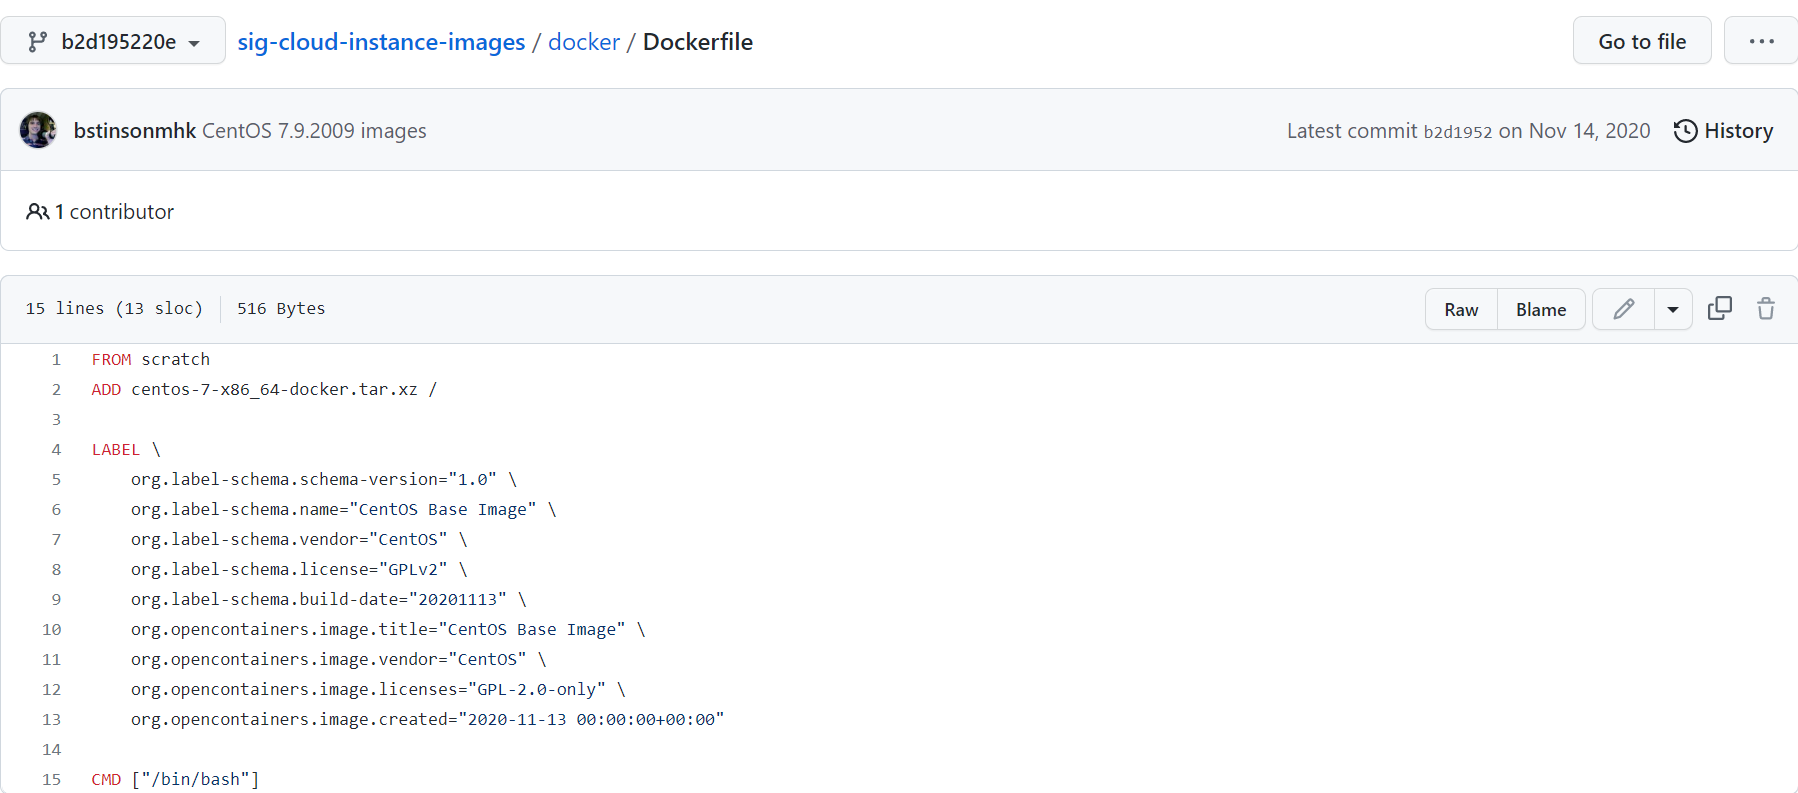 b2d195220e sig-cloud-instance-images / docker / Dockerfile Go to file ...
bstinsonmhk CentOS 7.9.2009 images Latest commit b2d1952 on Nov 14, 2020 History
1 contributor
15 lines (13 sloc) 516 Bytes Raw Blame
1 FROM scratch
2 ADD centos-7-x86_64-docker.tar.xz /
3
4 LABEL \
5     org.label-schema.schema-version="1.0" \
6     org.label-schema.name="CentOS Base Image" \
7     org.label-schema.vendor="CentOS" \
8     org.label-schema.license="GPLv2" \
9     org.label-schema.build-date="20201113" \
10     org.opencontainers.image.title="CentOS Base Image" \
11     org.opencontainers.image.vendor="CentOS" \
12     org.opencontainers.image.licenses="GPL-2.0-only" \
13     org.opencontainers.image.created="2020-11-13 00:00:00+00:00"
14
15 CMD ["/bin/bash"]